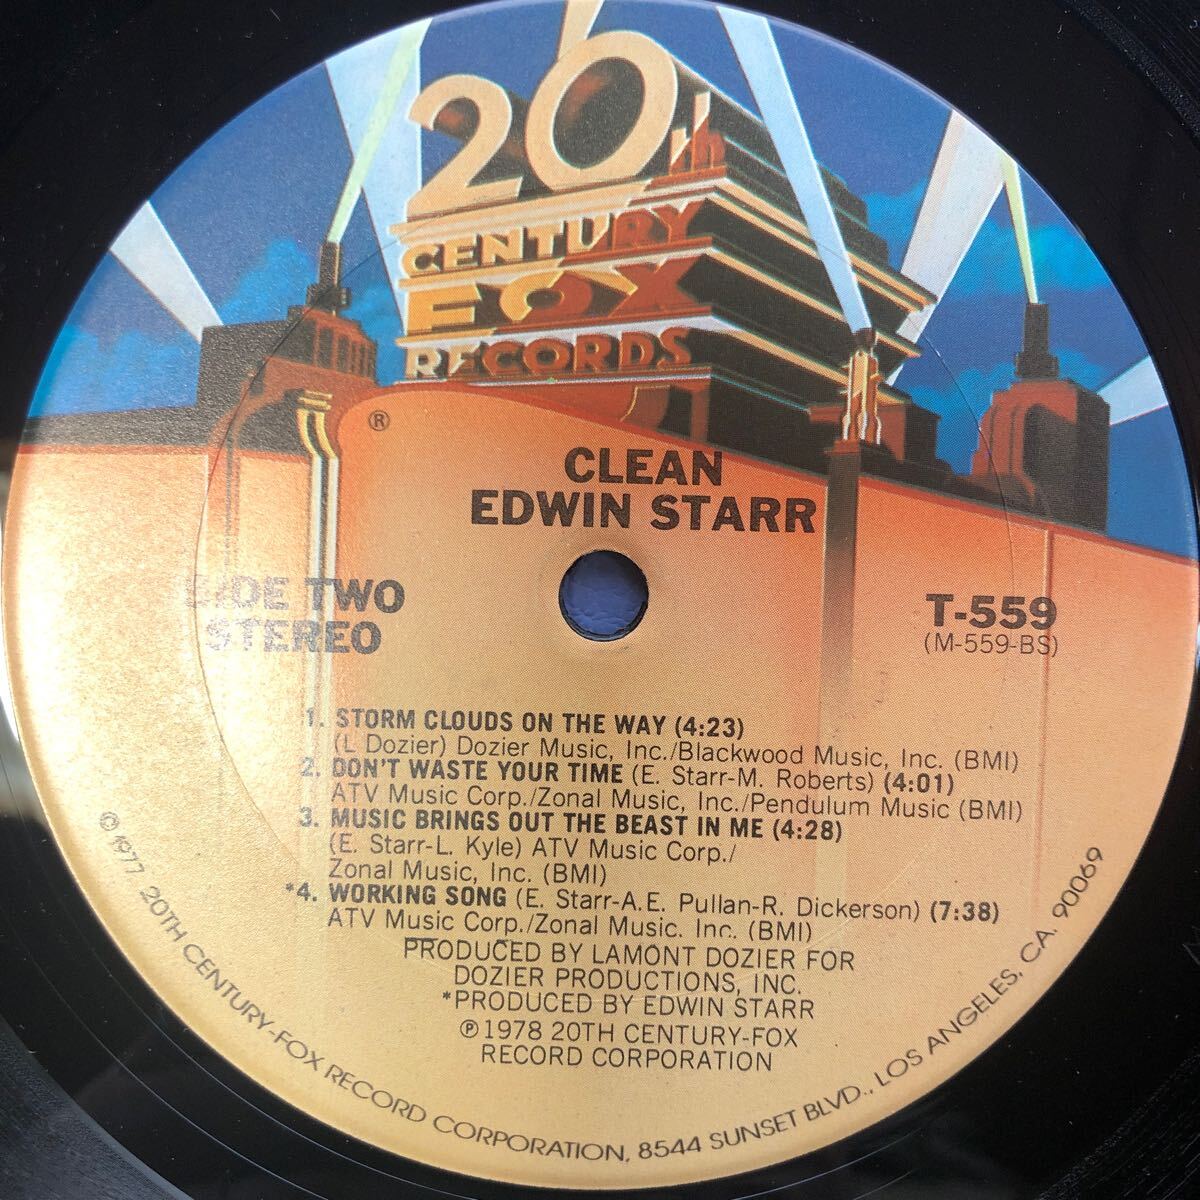 20th
CENTURY
FOX
RECORDS
®
CLEAN
EDWIN STARR
SIDE TWO
STEREO
T-559
(M-559-BS)
1. STORM CLOUDS ON THE WAY (4:23)
(L Dozier) Dozier Music, Inc./Blackwood Music, Inc. (BMI)
2. DON'T WASTE YOUR TIME (E. Starr-M. Roberts) (4:01)
ATV Music Corp./Zonal Music, Inc./Pendulum Music (BMI)
3. MUSIC BRINGS OUT THE BEAST IN ME (4:28)
(E. Starr-L. Kyle) ATV Music Corp./
Zonal Music, Inc. (BMI)
*4. WORKING SONG (E. Starr-A.E. Pullan-R. Dickerson) (7:38)
ATV Music Corp./Zonal Music. Inc. (BMI)
PRODUCED BY LAMONT DOZIER FOR
DOZIER PRODUCTIONS, INC.
*PRODUCED BY EDWIN STARR
℗ 1978 20TH CENTURY-FOX
RECORD CORPORATION
© 1977 20TH CENTURY-FOX RECORD CORPORATION, 8544 SUNSET BLVD., LOS ANGELES, CA. 90069